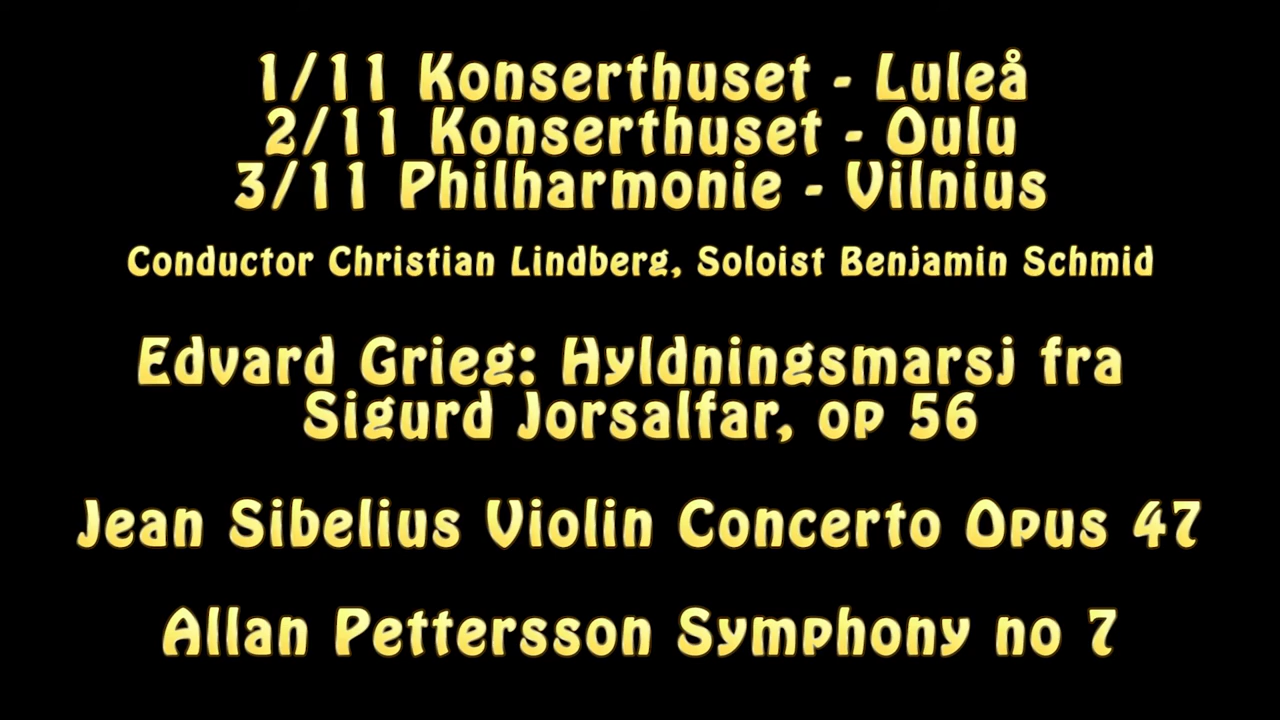 1/11 Konserthuset - Luleå
2/11 Konserthuset - Oulu
3/11 Philharmonie - Vilnius
Conductor Christian Lindberg, Soloist Benjamin Schmid
Edvard Grieg: Hyldningsmarsj fra
Sigurd Jorsalfar, op 56
Jean Sibelius Violin Concerto Opus 47
Allan Pettersson Symphony no 7